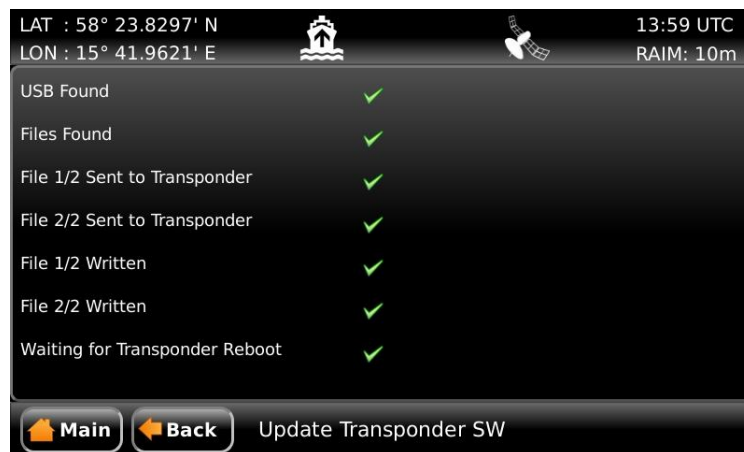 LAT : 58° 23.8297' N
LON : 15° 41.9621' E
13:59 UTC
RAIM: 10m
USB Found
Files Found
File 1/2 Sent to Transponder
File 2/2 Sent to Transponder
File 1/2 Written
File 2/2 Written
Waiting for Transponder Reboot
Main Back Update Transponder SW